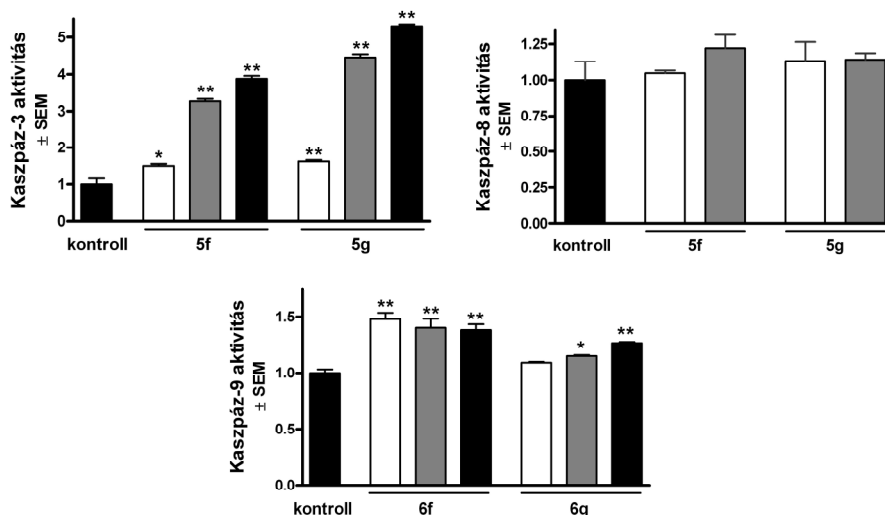 Kaszpáz-3 aktivitás
± SEM
5
4
3
2
1
0
*
**
**
**
**
**
kontroll
5f
5g
Kaszpáz-8 aktivitás
± SEM
1.25
1.00
0.75
0.50
0.25
0.00
kontroll
5f
5g
Kaszpáz-9 aktivitás
± SEM
1.5
1.0
0.5
0.0
**
**
**
*
**
kontroll
6f
6g